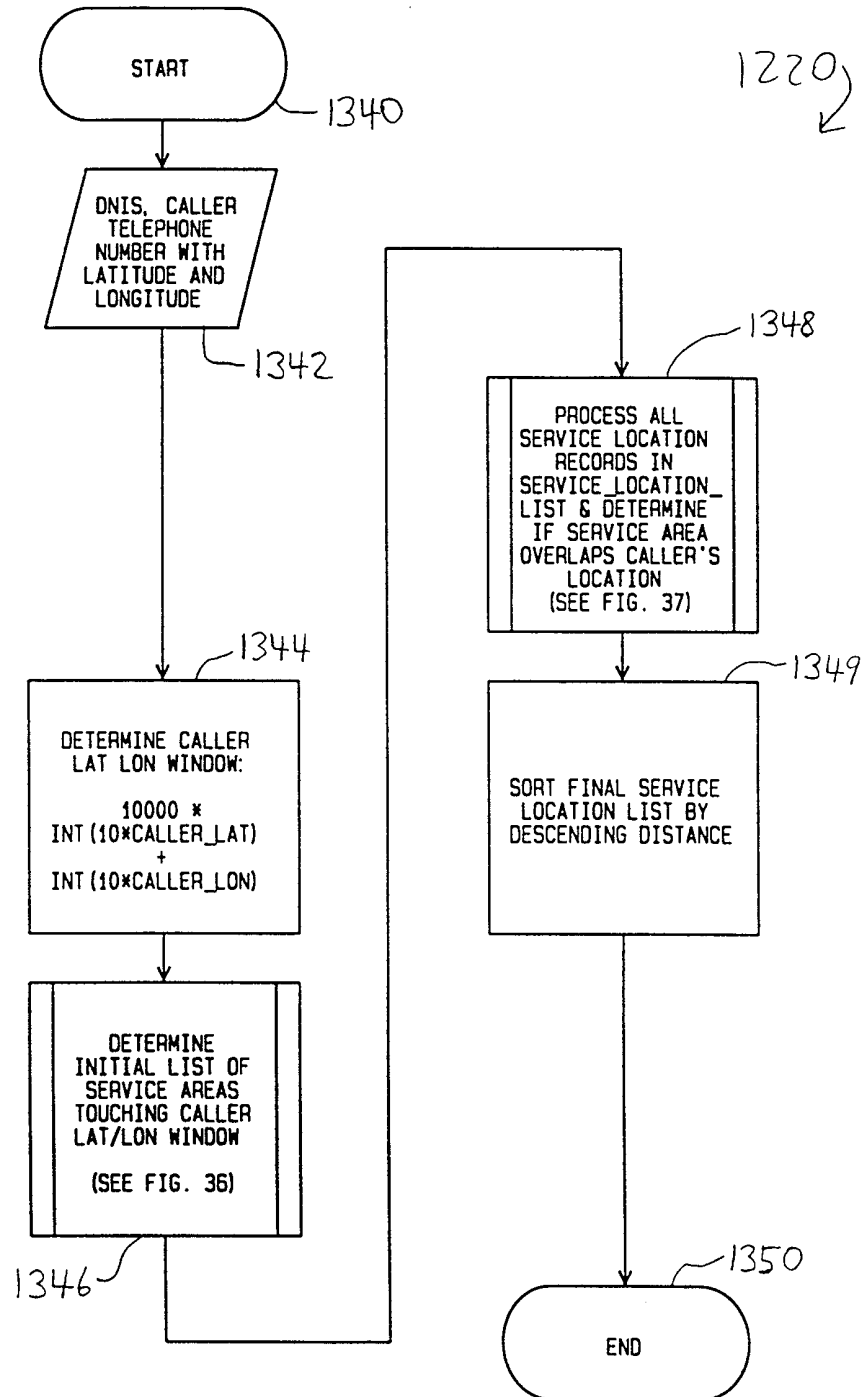 START
1340
1220
DNIS, CALLER
TELEPHONE
NUMBER WITH
LATITUDE AND
LONGITUDE
1342
1344
DETERMINE CALLER
LAT LON WINDOW:
10000 *
INT(10*CALLER_LAT)
+
INT(10*CALLER_LON)
DETERMINE
INITIAL LIST OF
SERVICE AREAS
TOUCHING CALLER
LAT/LON WINDOW
(SEE FIG. 36)
1346
1348
PROCESS ALL
SERVICE LOCATION
RECORDS IN
SERVICE_LOCATION_
LIST & DETERMINE
IF SERVICE AREA
OVERLAPS CALLER'S
LOCATION
(SEE FIG. 37)
1349
SORT FINAL SERVICE
LOCATION LIST BY
DESCENDING DISTANCE
1350
END